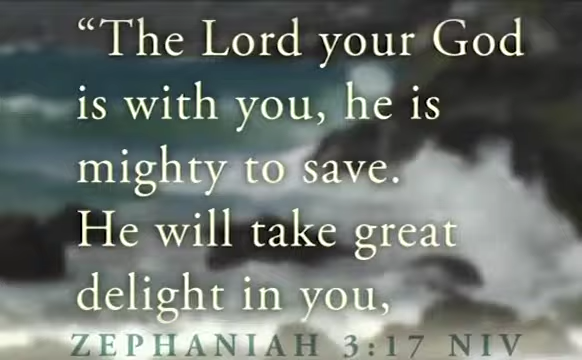 “The Lord your God
is with you, he is
mighty to save.
He will take great
delight in you,
ZEPHANIAH 3:17 NIV